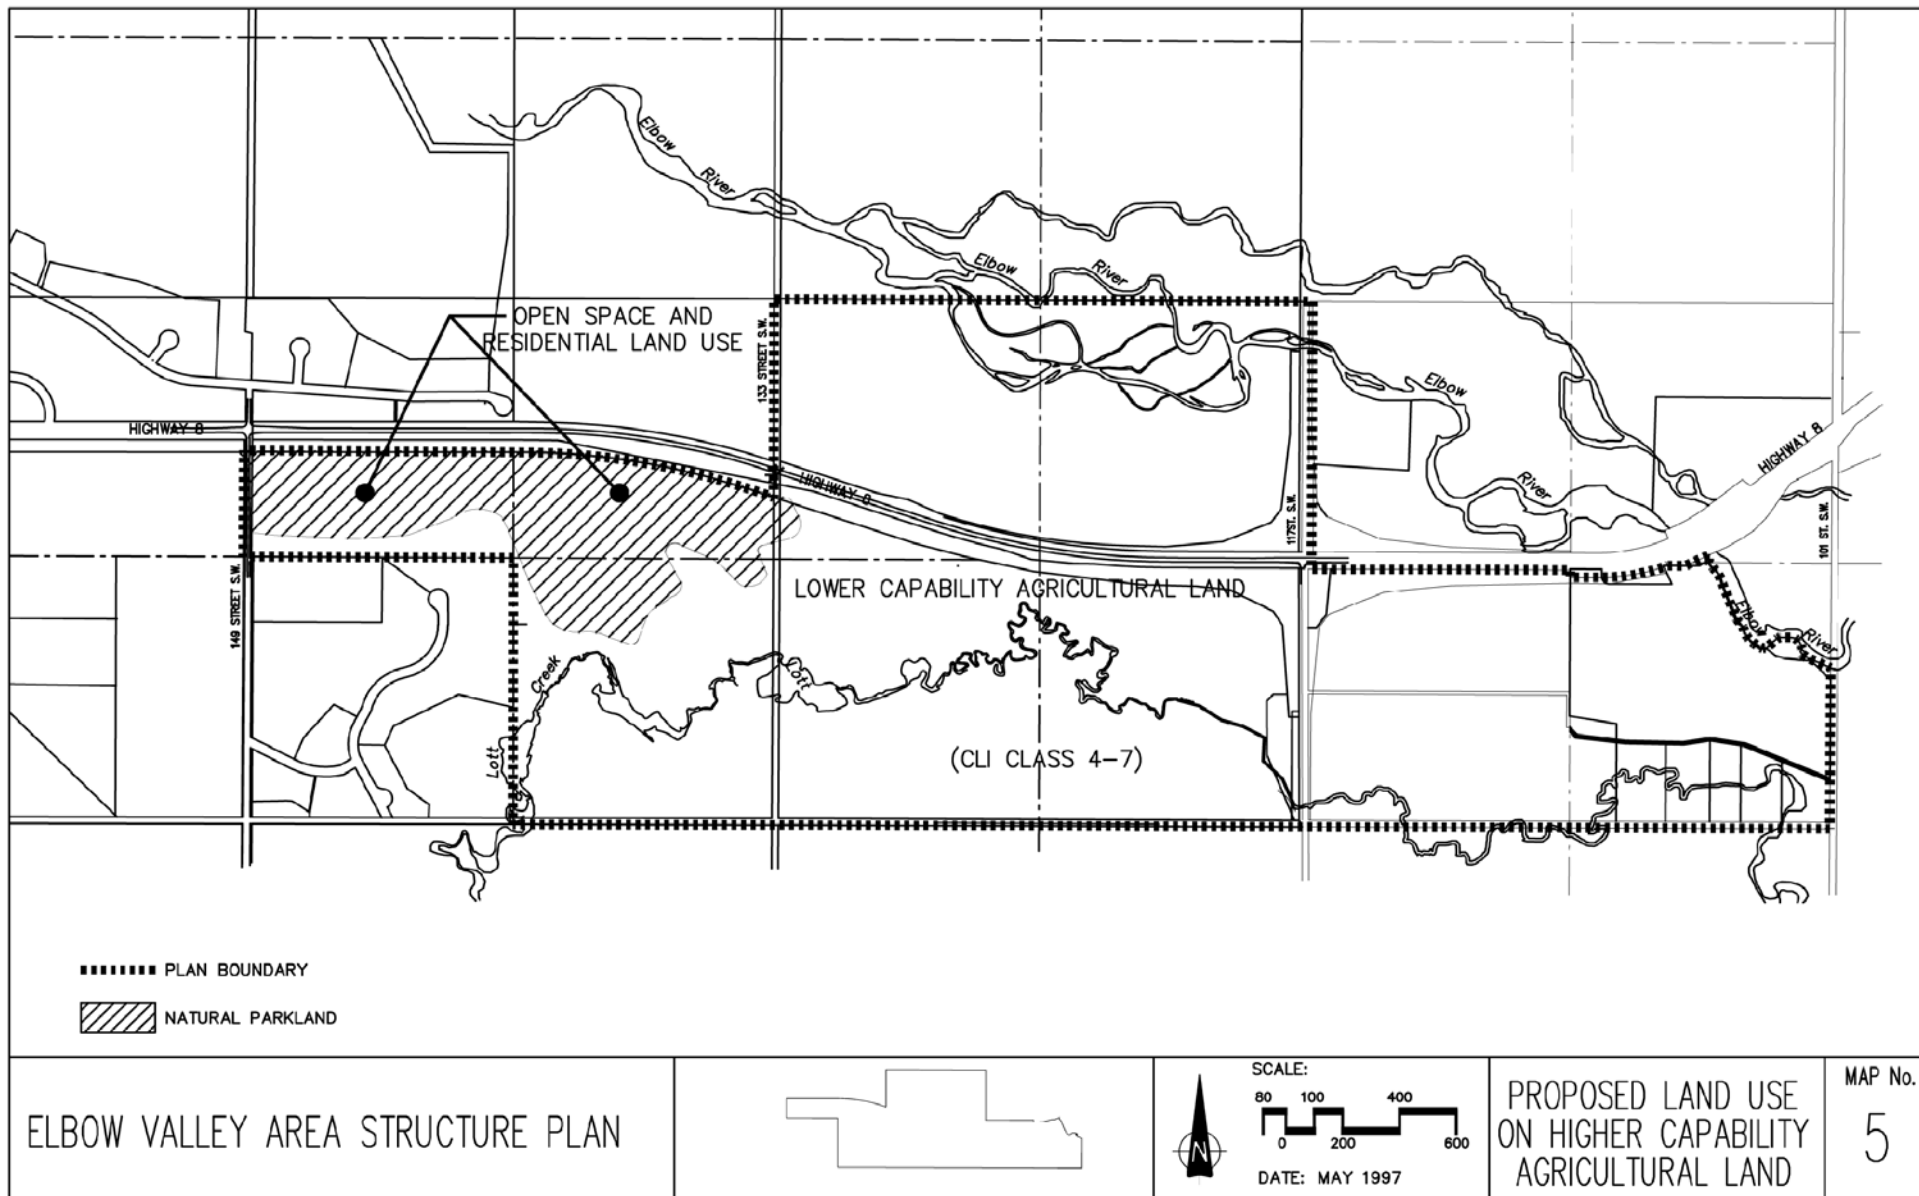 Elbow
River
Elbow
River
OPEN SPACE AND
RESIDENTIAL LAND USE
133 STREET S.W.
Elbow
HIGHWAY 8
HIGHWAY 8
HIGHWAY 8
River
117ST. S.W.
101 ST. S.W.
149 STREET S.W.
LOWER CAPABILITY AGRICULTURAL LAND
Elbow
River
Creek
Lott
Lott
(CLI CLASS 4-7)
PLAN BOUNDARY
NATURAL PARKLAND
ELBOW VALLEY AREA STRUCTURE PLAN
N
SCALE:
80 100 400
0 200 600
DATE: MAY 1997
PROPOSED LAND USE
ON HIGHER CAPABILITY
AGRICULTURAL LAND
MAP No.
5